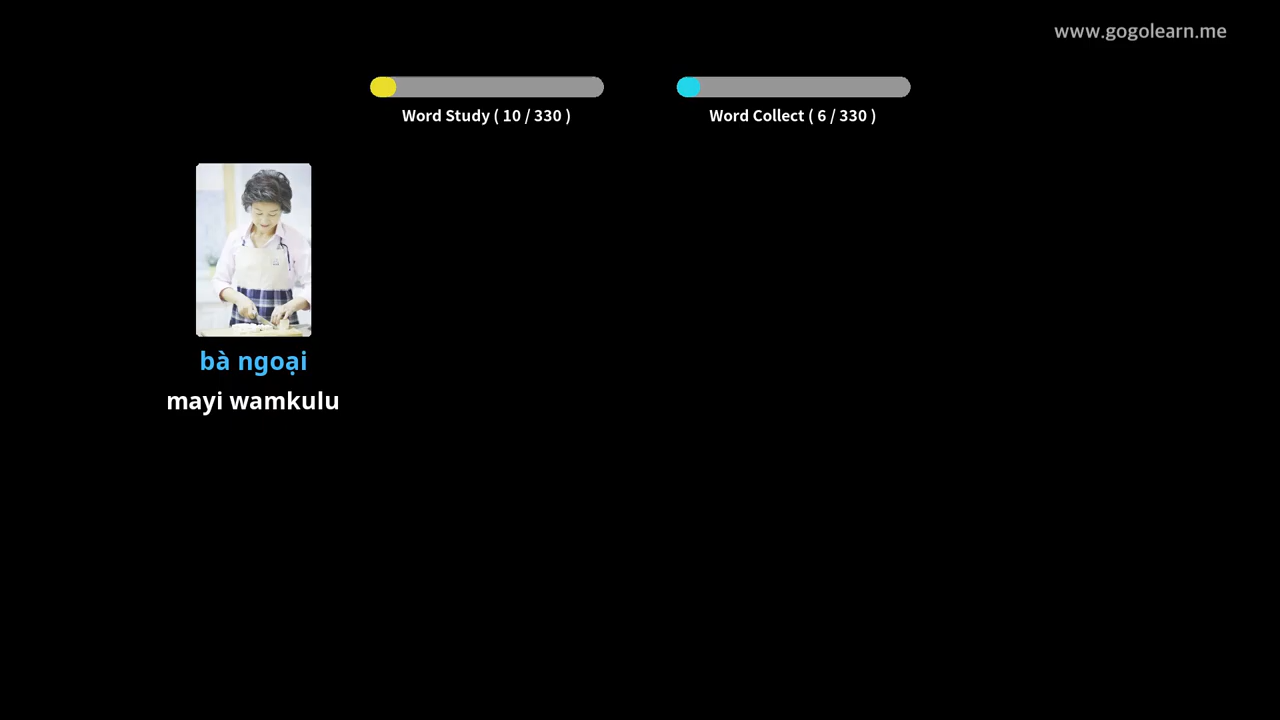 www.gogolearn.me
Word Study ( 10 / 330 )
Word Collect ( 6 / 330 )
bà ngoại
mayi wamkulu